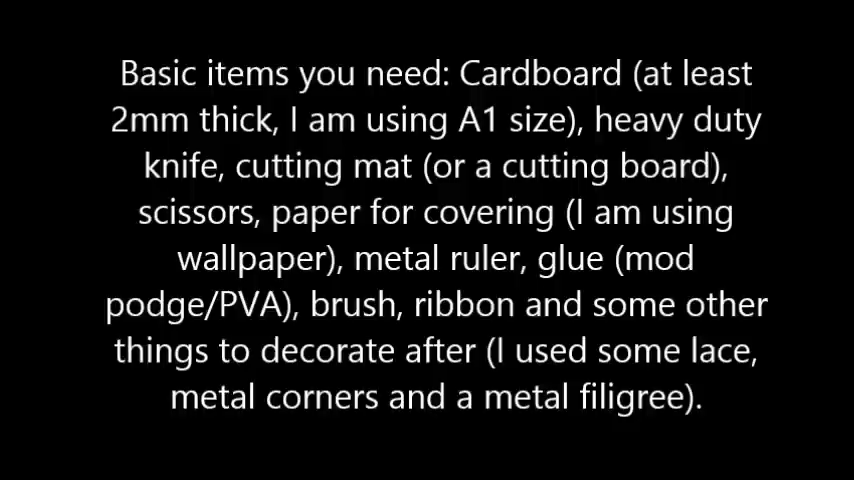 Basic items you need: Cardboard (at least
2mm thick, I am using A1 size), heavy duty
knife, cutting mat (or a cutting board),
scissors, paper for covering (I am using
wallpaper), metal ruler, glue (mod
podge/PVA), brush, ribbon and some other
things to decorate after (I used some lace,
metal corners and a metal filigree).